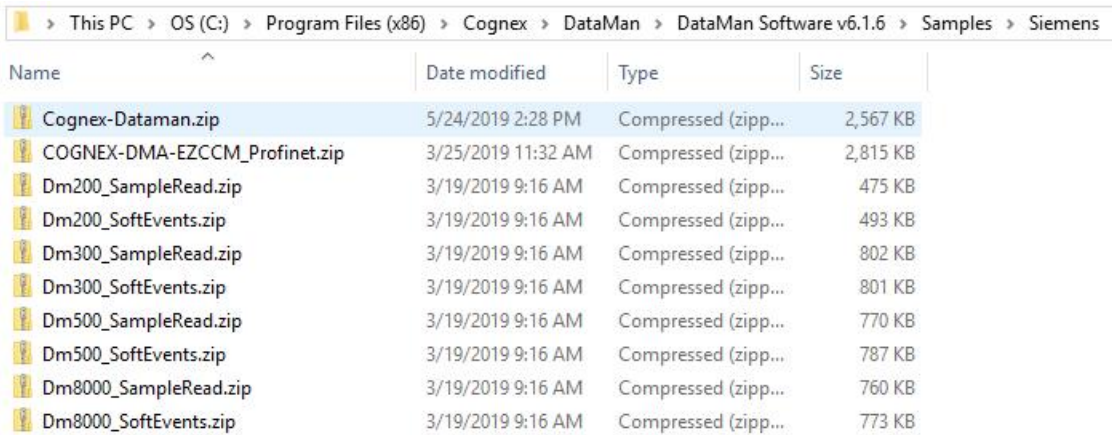 This PC > OS (C:) > Program Files (x86) > Cognex > DataMan > DataMan Software v6.1.6 > Samples > Siemens
Name Date modified Type Size
Cognex-Dataman.zip 5/24/2019 2:28 PM Compressed (zipp... 2,567 KB
COGNEX-DMA-EZCCM_Profinet.zip 3/25/2019 11:32 AM Compressed (zipp... 2,815 KB
Dm200_SampleRead.zip 3/19/2019 9:16 AM Compressed (zipp... 475 KB
Dm200_SoftEvents.zip 3/19/2019 9:16 AM Compressed (zipp... 493 KB
Dm300_SampleRead.zip 3/19/2019 9:16 AM Compressed (zipp... 802 KB
Dm300_SoftEvents.zip 3/19/2019 9:16 AM Compressed (zipp... 801 KB
Dm500_SampleRead.zip 3/19/2019 9:16 AM Compressed (zipp... 770 KB
Dm500_SoftEvents.zip 3/19/2019 9:16 AM Compressed (zipp... 787 KB
Dm8000_SampleRead.zip 3/19/2019 9:16 AM Compressed (zipp... 760 KB
Dm8000_SoftEvents.zip 3/19/2019 9:16 AM Compressed (zipp... 773 KB